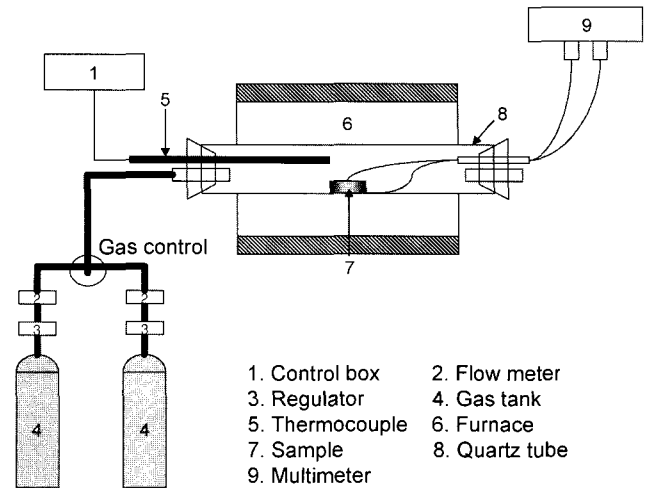 9
1
5
6
8
7
Gas control
2 2
3 3
4 4
1. Control box 2. Flow meter
3. Regulator 4. Gas tank
5. Thermocouple 6. Furnace
7. Sample 8. Quartz tube
9. Multimeter